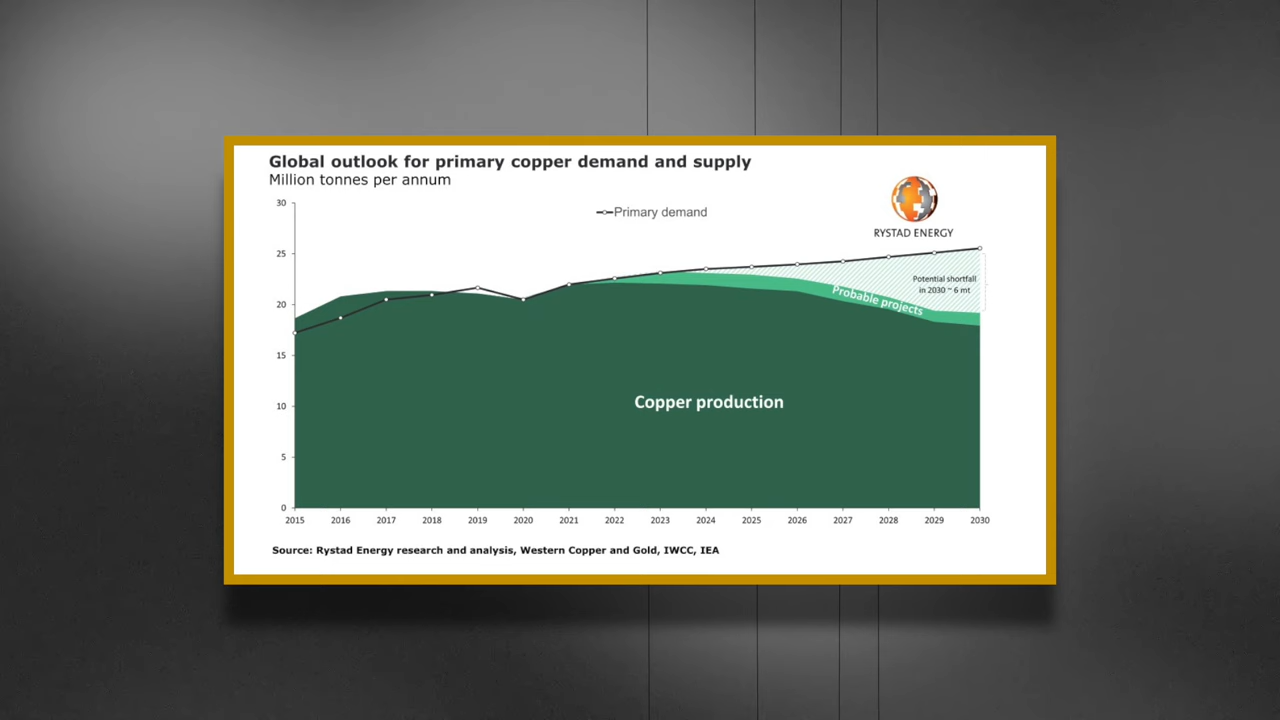 Global outlook for primary copper demand and supply
Million tonnes per annum
Primary demand
RYSTAD ENERGY
30
25
20
15
10
5
0
Potential shortfall
in 2030 ~ 6 mt
Probable projects
Copper production
2015 2016 2017 2018 2019 2020 2021 2022 2023 2024 2025 2026 2027 2028 2029 2030
Source: Rystad Energy research and analysis, Western Copper and Gold, IWCC, IEA